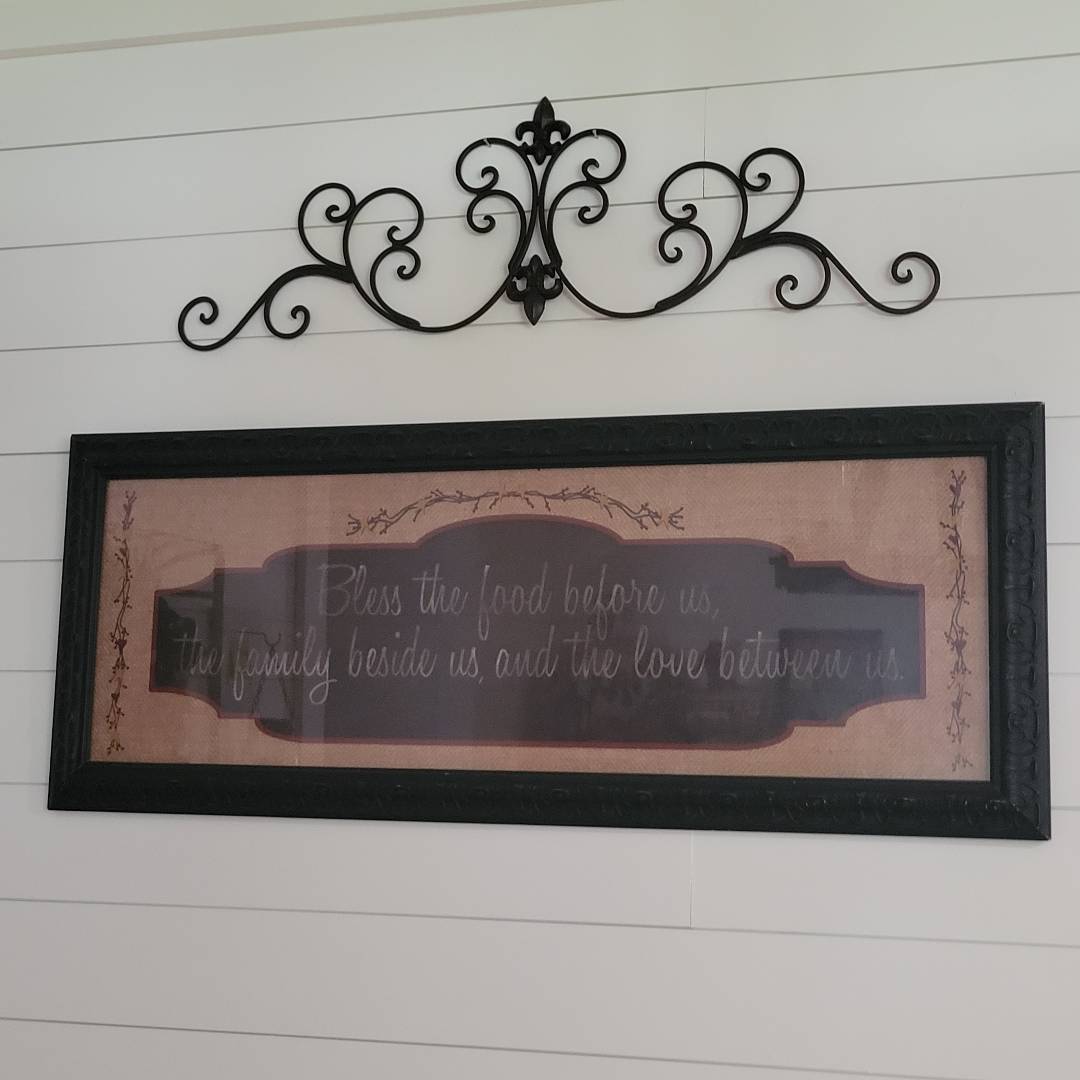 Bless the food before us,
the family beside us, and the love between us.